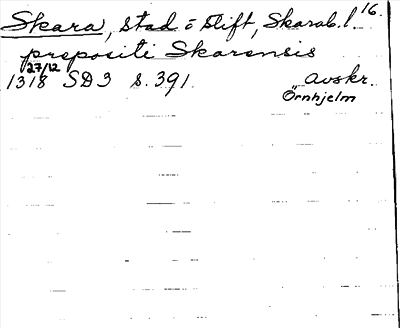 Skara, stad o stift, Skarab. l. 16.
prepositi Skarensis
27/12
1318 SD3 s. 391. avskr.
Örnhjelm